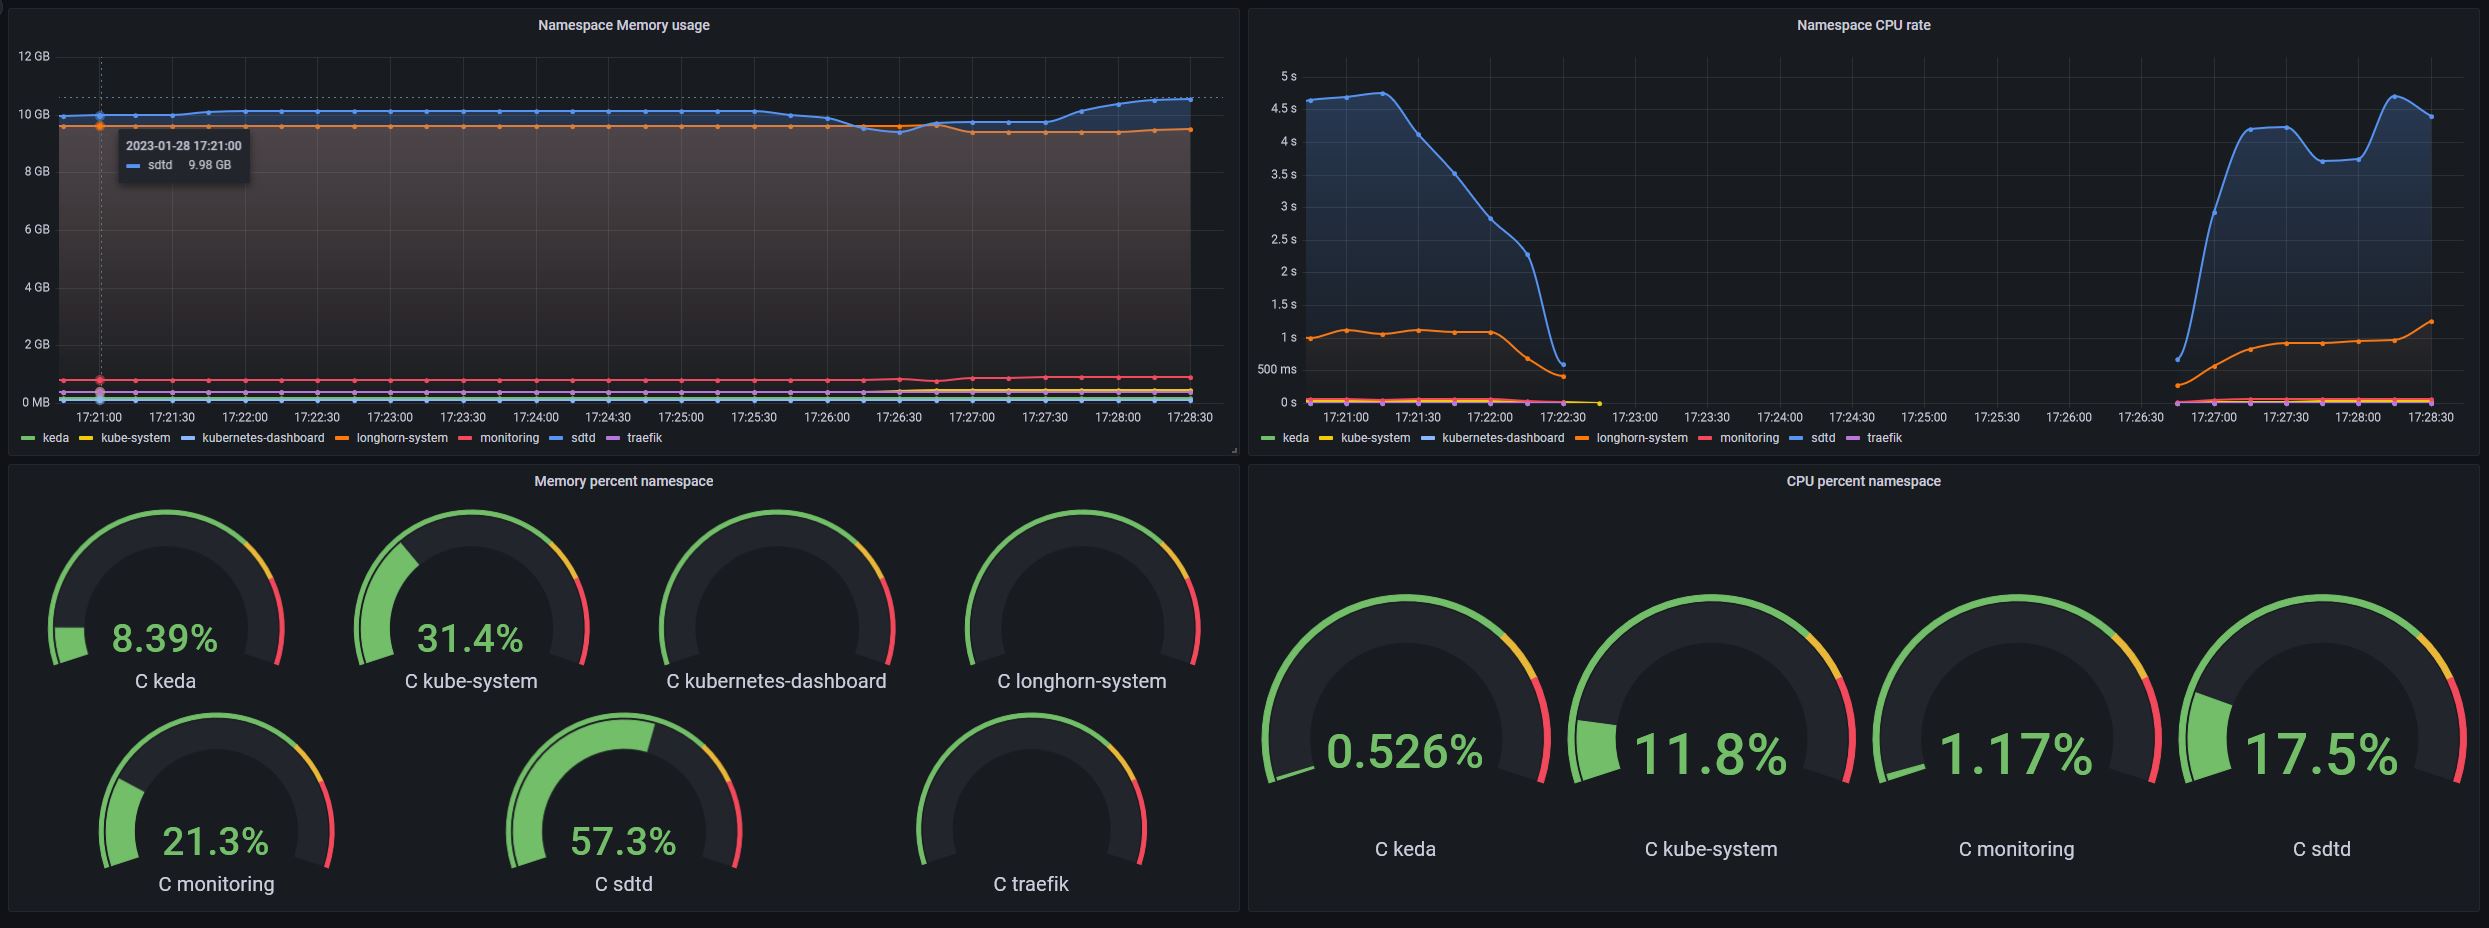 Namespace Memory usage
12 GB
10 GB
8 GB
6 GB
4 GB
2 GB
0 MB
2023-01-28 17:21:00
sdtd 9.98 GB
17:21:00 17:21:30 17:22:00 17:22:30 17:23:00 17:23:30 17:24:00 17:24:30 17:25:00 17:25:30 17:26:00 17:26:30 17:27:00 17:27:30 17:28:00 17:28:30
keda kube-system kubernetes-dashboard longhorn-system monitoring sdtd traefik
Namespace CPU rate
5 s
4.5 s
4 s
3.5 s
3 s
2.5 s
2 s
1.5 s
1 s
500 ms
0 s
17:21:00 17:21:30 17:22:00 17:22:30 17:23:00 17:23:30 17:24:00 17:24:30 17:25:00 17:25:30 17:26:00 17:26:30 17:27:00 17:27:30 17:28:00 17:28:30
keda kube-system kubernetes-dashboard longhorn-system monitoring sdtd traefik
Memory percent namespace
8.39% 31.4%
C keda C kube-system C kubernetes-dashboard C longhorn-system
21.3% 57.3%
C monitoring C sdtd C traefik
CPU percent namespace
0.526% 11.8% 1.17% 17.5%
C keda C kube-system C monitoring C sdtd